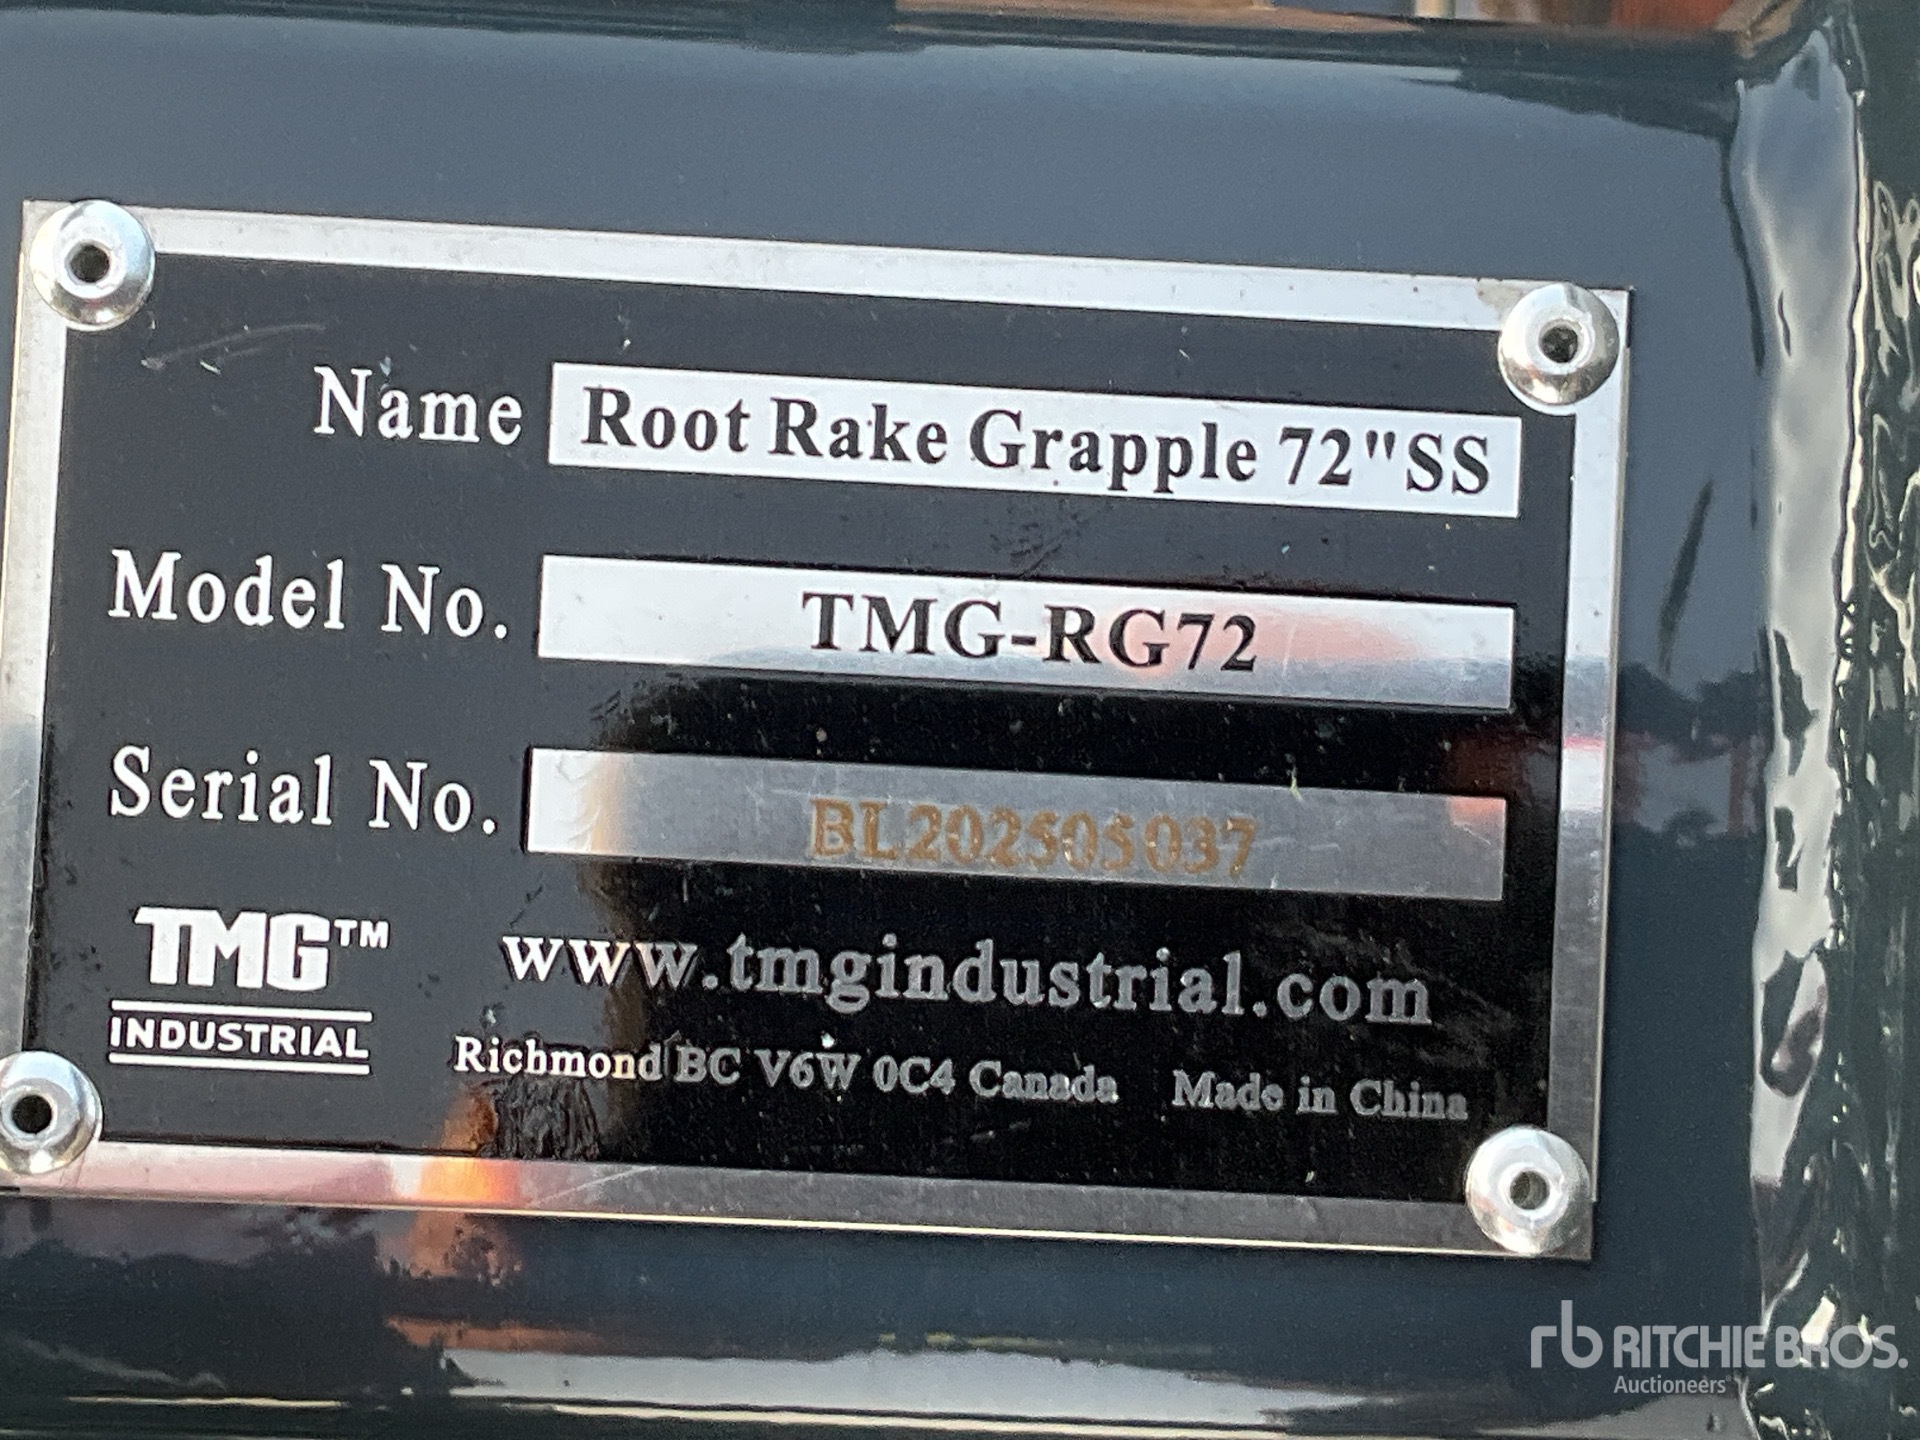 Name Root Rake Grapple 72"SS
Model No. TMG-RG72
Serial No. BL202505037
TMG™
INDUSTRIAL
www.tmgindustrial.com
Richmond BC V6W 0C4 Canada Made in China
rb RITCHIE BROS.
Auctioneers